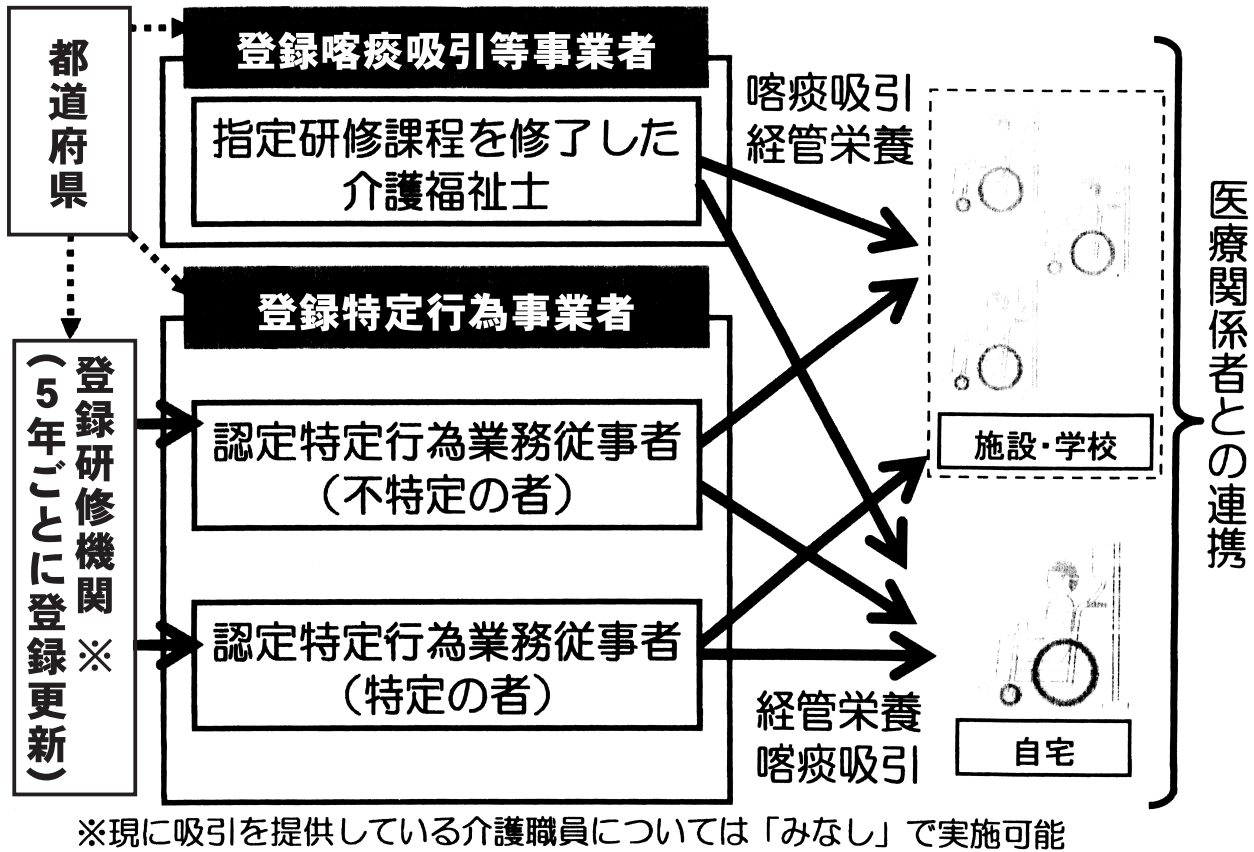 都道府県
登録喀痰吸引等事業者
指定研修課程を修了した
介護福祉士
喀痰吸引
経管栄養
登録特定行為事業者
登録研修機関※
（5年ごとに登録更新）
認定特定行為業務従事者
（不特定の者）
認定特定行為業務従事者
（特定の者）
施設・学校
経管栄養
喀痰吸引
自宅
医療関係者との連携
※現に吸引を提供している介護職員については「みなし」で実施可能